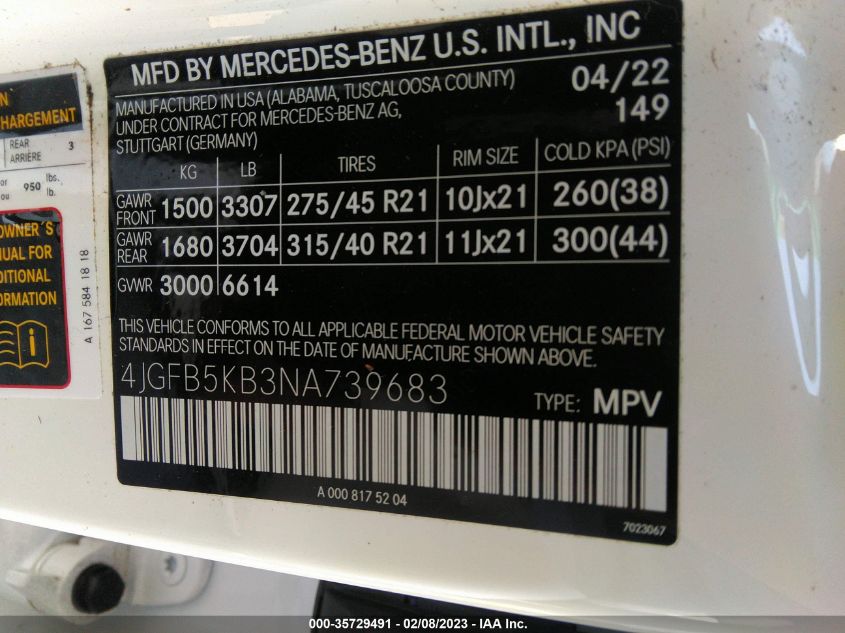 MFD BY MERCEDES-BENZ U.S. INTL., INC
MANUFACTURED IN USA (ALABAMA, TUSCALOOSA COUNTY) 04/22
UNDER CONTRACT FOR MERCEDES-BENZ AG, 149
STUTTGART (GERMANY)
KG LB TIRES RIM SIZE COLD KPA (PSI)
GAWR FRONT 1500 3307 275/45 R21 10Jx21 260(38)
GAWR REAR 1680 3704 315/40 R21 11Jx21 300(44)
GVWR 3000 6614
THIS VEHICLE CONFORMS TO ALL APPLICABLE FEDERAL MOTOR VEHICLE SAFETY
STANDARDS IN EFFECT ON THE DATE OF MANUFACTURE SHOWN ABOVE.
4JGFB5KB3NA739683
TYPE: MPV
A 000 817 52 04
7023067
HARGEMENT
REAR 3
ARRIÈRE
950 lbs.
ou lb.
OWNER´S
FOR
A 167 584 18 18
000-35729491 - 02/08/2023 - IAA Inc.